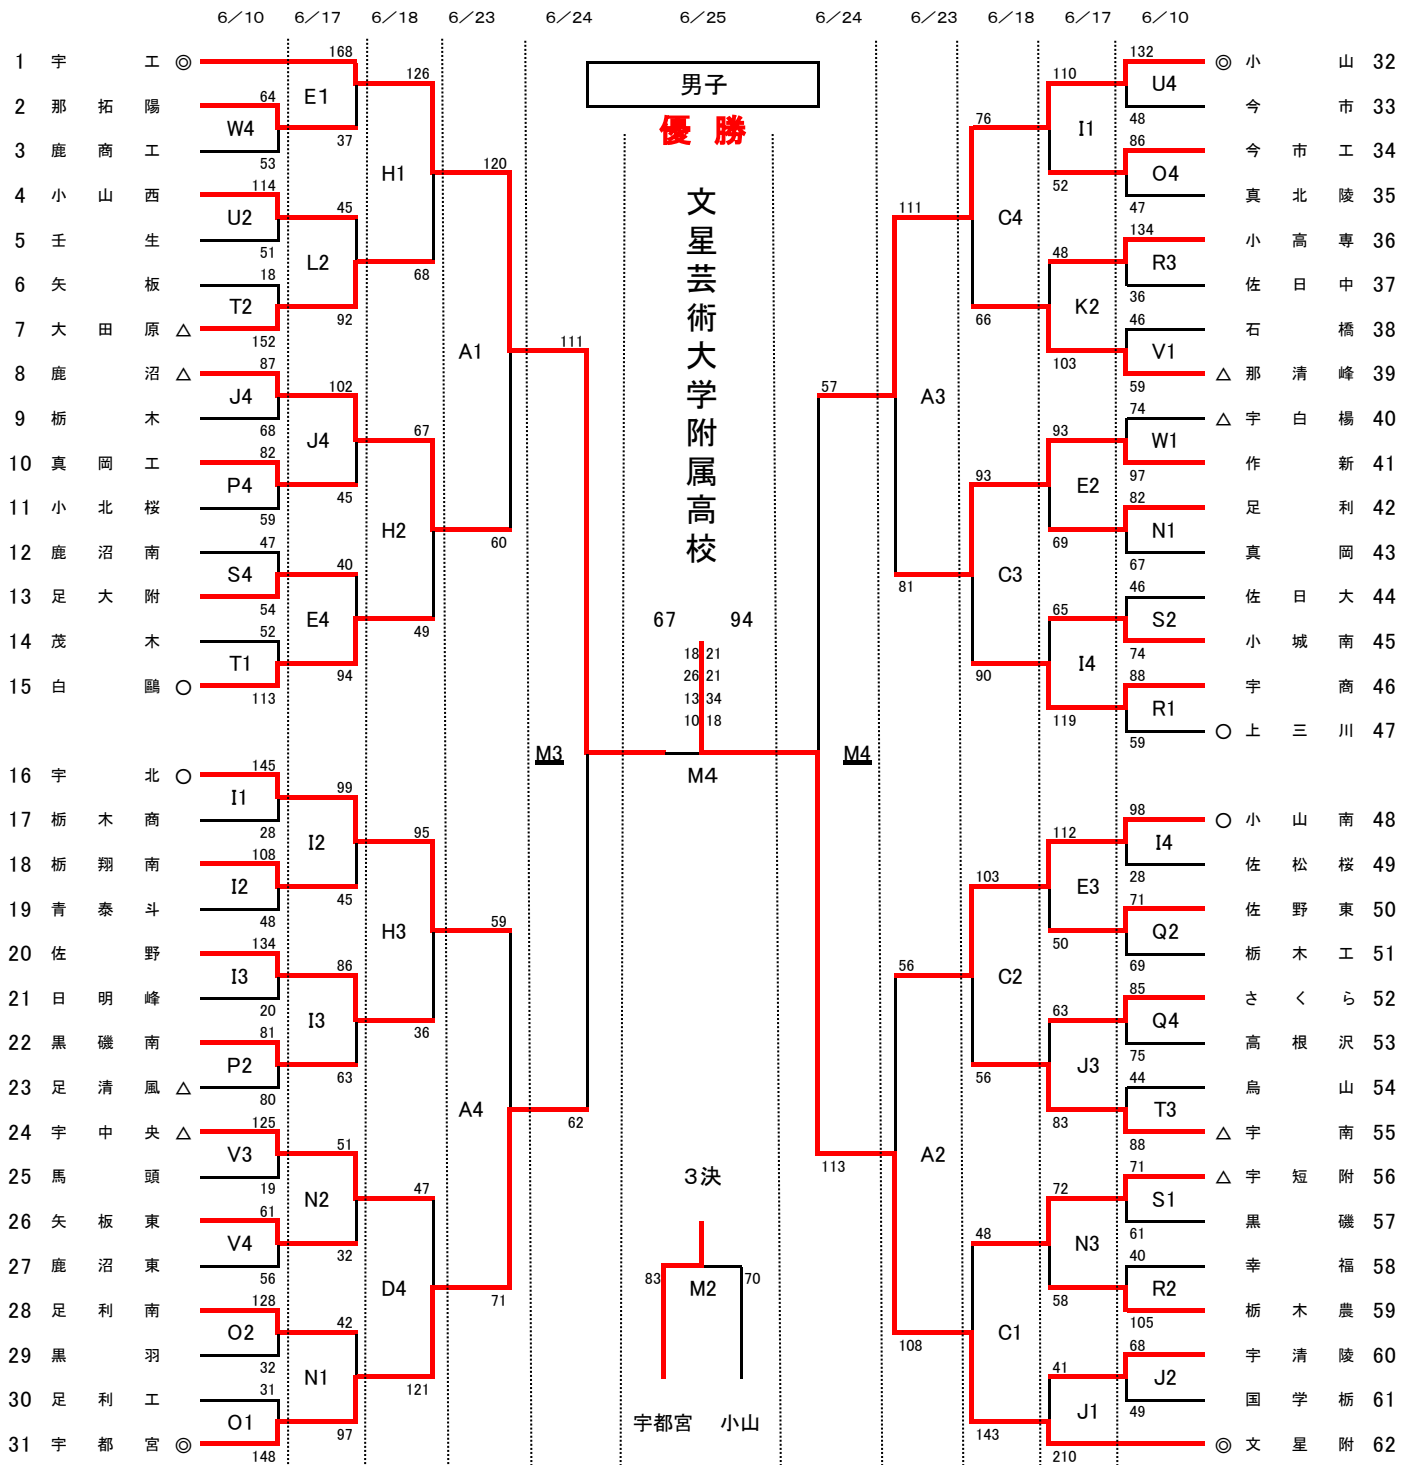 6／10 6／17 6／18 6／23 6／24 6／25 6／24 6／23 6／18 6／17 6／10
男子
優 勝
文星芸術大学附属高校
1 宇工 ◎
2 那拓陽
3 鹿商工
4 小山西
5 壬生
6 矢板
7 大田原 △
8 鹿沼 △
9 栃木
10 真岡工
11 小北桜
12 鹿沼南
13 足大附
14 茂木
15 白鷗 ○
16 宇北 ○
17 栃木商
18 栃翔南
19 青泰斗
20 佐野
21 日明峰
22 黒磯南
23 足清風 △
24 宇中央 △
25 馬頭
26 矢板東
27 鹿沼東
28 足利南
29 黒羽
30 足利工
31 宇都宮 ◎
64 W4 53
114 U2 51
18 T2 152
87 J4 68
82 P4 59
47 S4 54
52 T1 113
145 I1 28
108 I2 48
134 I3 20
81 P2 80
125 V3 19
61 V4 56
128 O2 32
31 O1 148
168 E1 37
45 L2 92
102 J4 45
40 E4 94
99 I2 45
86 I3 63
51 N2 32
42 N1 97
126 H1 68
67 H2 49
95 H3 36
47 D4 121
120 A1 60
59 A4 71
111 M3 62
67 94
18 21
26 21
13 34
10 18
M4
３決
83 M2 70
宇都宮 小山
57 M4 113
111 A3 81
56 A2 108
76 C4 66
93 C3 90
103 C2 56
48 C1 143
110 I1 52
48 K2 103
93 E2 69
65 I4 119
112 E3 50
63 J3 83
72 N3 58
41 J1 210
132 U4 48
86 O4 47
134 R3 36
46 V1 59
74 W1 97
82 N1 67
46 S2 74
88 R1 59
98 I4 28
71 Q2 69
85 Q4 75
44 T3 88
71 S1 61
40 R2 105
68 J2 49
◎ 小山 32
今市 33
今市工 34
真北陵 35
小高専 36
佐日中 37
石橋 38
△ 那清峰 39
△ 宇白楊 40
作新 41
足利 42
真岡 43
佐日大 44
小城南 45
宇商 46
○ 上三川 47
○ 小山南 48
佐松桜 49
佐野東 50
栃木工 51
さくら 52
高根沢 53
烏山 54
△ 宇南 55
△ 宇短附 56
黒磯 57
幸福 58
栃木農 59
宇清陵 60
国学栃 61
◎ 文星附 62